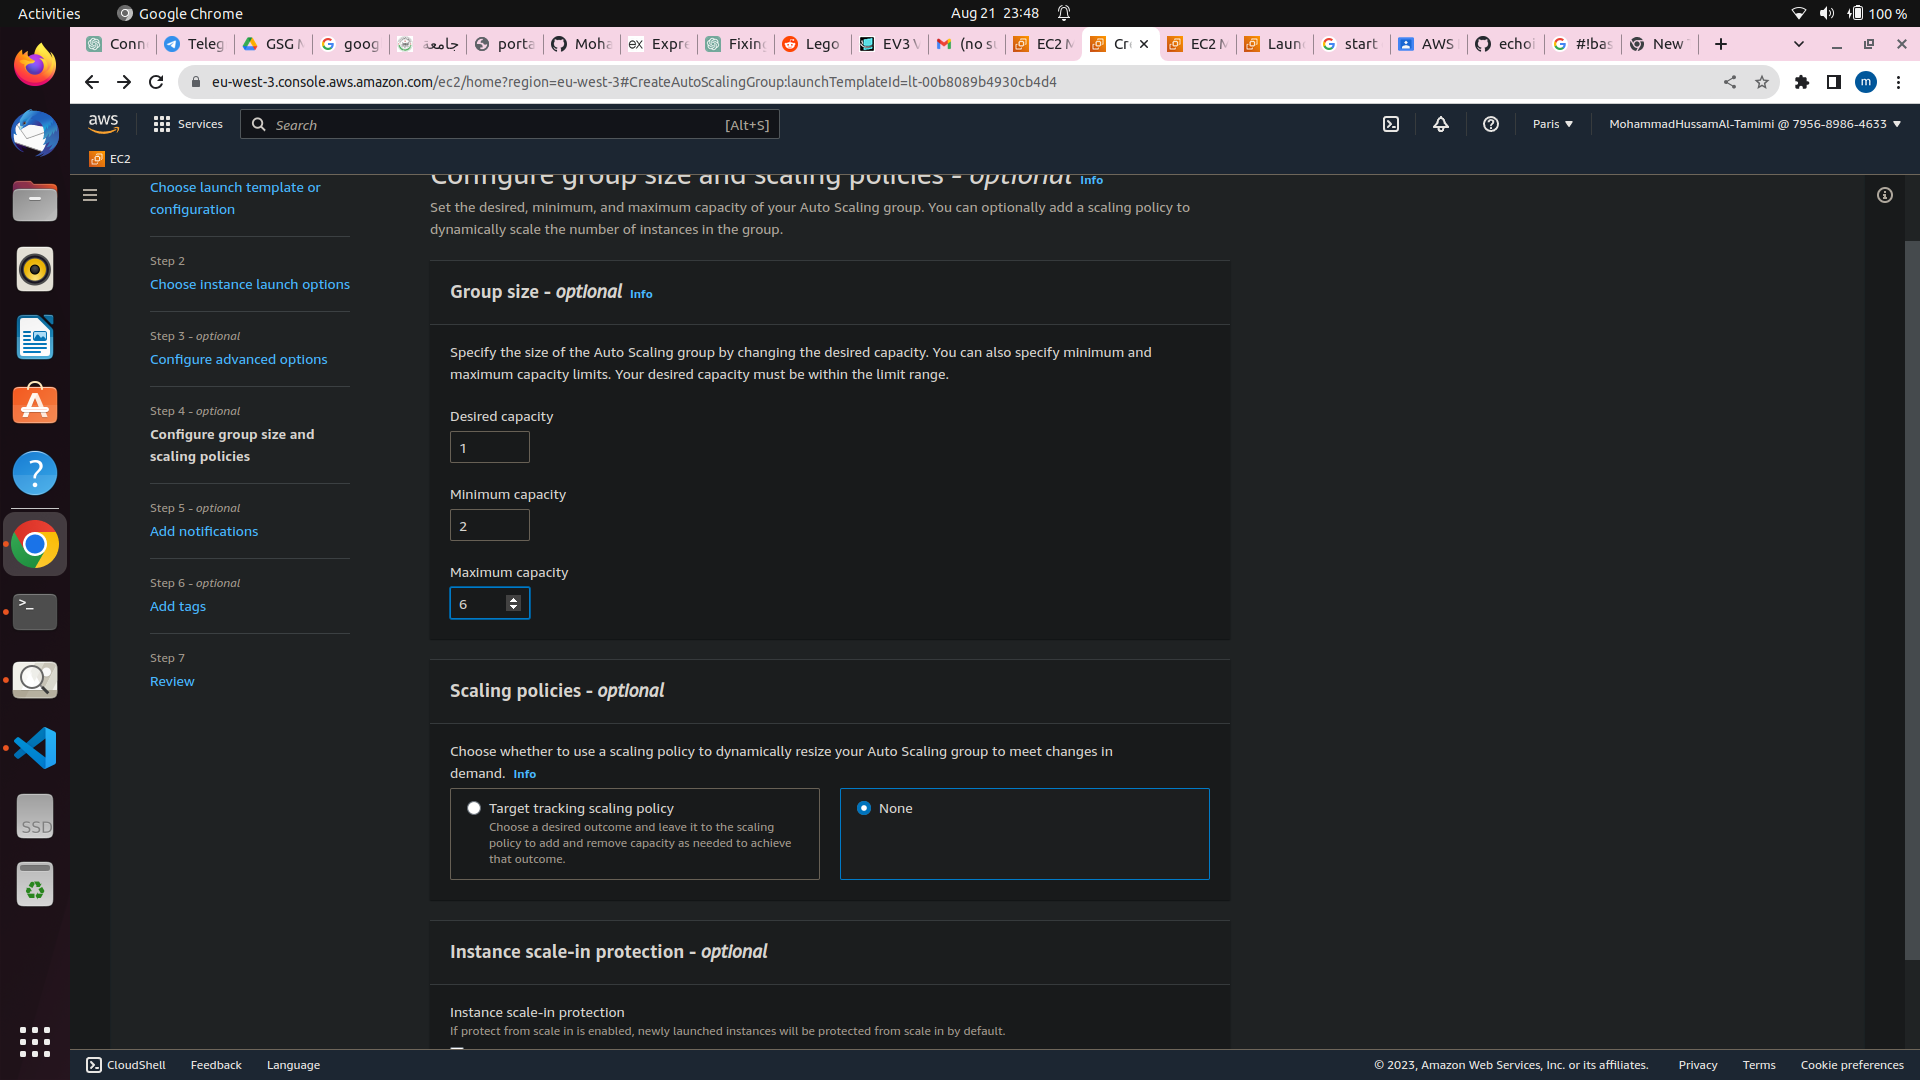 Activities
Google Chrome
Aug 21 23:48
100 %
Conn
Teleg
GSG M
goog
جامعة
porta
Moha
ex Expre
Fixing
Lego
EV3 V
(no su
EC2 M
Cre
EC2 M
Laun
start
AWS
echoi
#!bas
New
eu-west-3.console.aws.amazon.com/ec2/home?region=eu-west-3#CreateAutoScalingGroup:launchTemplateId=lt-00b8089b4930cb4d4
m
aws
Services
Search
[Alt+S]
Paris
MohammadHussamAl-Tamimi @ 7956-8986-4633
EC2
Choose launch template or
configuration
Step 2
Choose instance launch options
Step 3 - optional
Configure advanced options
Step 4 - optional
Configure group size and
scaling policies
Step 5 - optional
Add notifications
Step 6 - optional
Add tags
Step 7
Review
Configure group size and scaling policies - optional Info
Set the desired, minimum, and maximum capacity of your Auto Scaling group. You can optionally add a scaling policy to
dynamically scale the number of instances in the group.
Group size - optional Info
Specify the size of the Auto Scaling group by changing the desired capacity. You can also specify minimum and
maximum capacity limits. Your desired capacity must be within the limit range.
Desired capacity
1
Minimum capacity
2
Maximum capacity
6
Scaling policies - optional
Choose whether to use a scaling policy to dynamically resize your Auto Scaling group to meet changes in
demand. Info
Target tracking scaling policy
Choose a desired outcome and leave it to the scaling
policy to add and remove capacity as needed to achieve
that outcome.
None
Instance scale-in protection - optional
Instance scale-in protection
If protect from scale in is enabled, newly launched instances will be protected from scale in by default.
SSD
CloudShell
Feedback
Language
© 2023, Amazon Web Services, Inc. or its affiliates.
Privacy
Terms
Cookie preferences